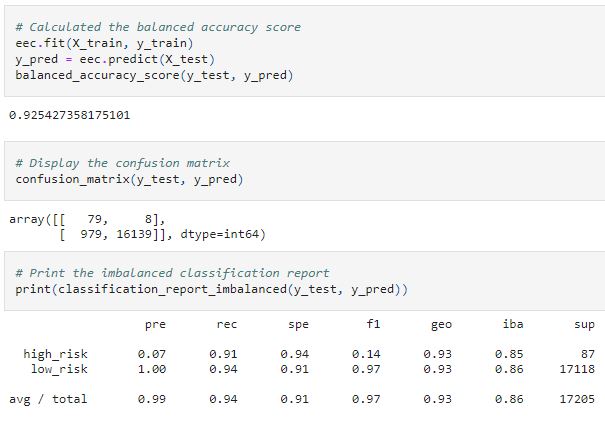 # Calculated the balanced accuracy score
eec.fit(X_train, y_train)
y_pred = eec.predict(X_test)
balanced_accuracy_score(y_test, y_pred)
0.925427358175101
# Display the confusion matrix
confusion_matrix(y_test, y_pred)
array([[   79,     8],
       [  979, 16139]], dtype=int64)
# Print the imbalanced classification report
print(classification_report_imbalanced(y_test, y_pred))
pre rec spe f1 geo iba sup
high_risk 0.07 0.91 0.94 0.14 0.93 0.85 87
low_risk 1.00 0.94 0.91 0.97 0.93 0.86 17118
avg / total 0.99 0.94 0.91 0.97 0.93 0.86 17205